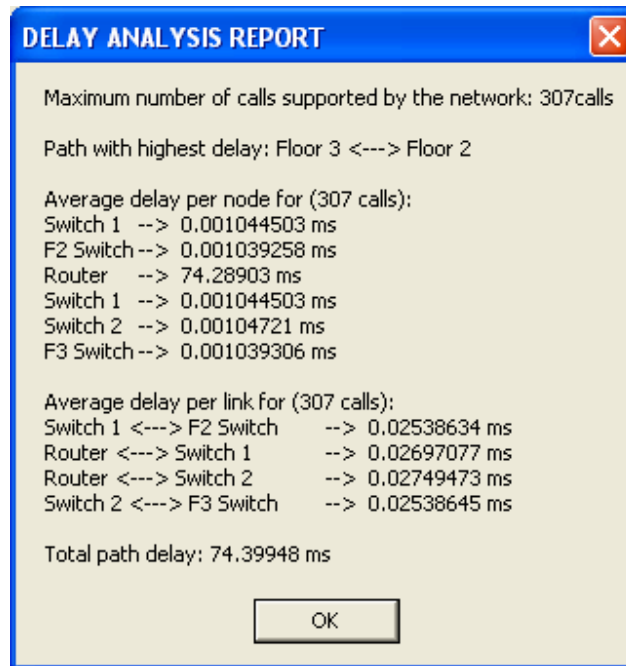 DELAY ANALYSIS REPORT
Maximum number of calls supported by the network: 307calls
Path with highest delay: Floor 3 <---> Floor 2
Average delay per node for (307 calls):
Switch 1 --> 0.001044503 ms
F2 Switch --> 0.001039258 ms
Router --> 74.28903 ms
Switch 1 --> 0.001044503 ms
Switch 2 --> 0.00104721 ms
F3 Switch --> 0.001039306 ms
Average delay per link for (307 calls):
Switch 1 <---> F2 Switch --> 0.02538634 ms
Router <---> Switch 1 --> 0.02697077 ms
Router <---> Switch 2 --> 0.02749473 ms
Switch 2 <---> F3 Switch --> 0.02538645 ms
Total path delay: 74.39948 ms
OK